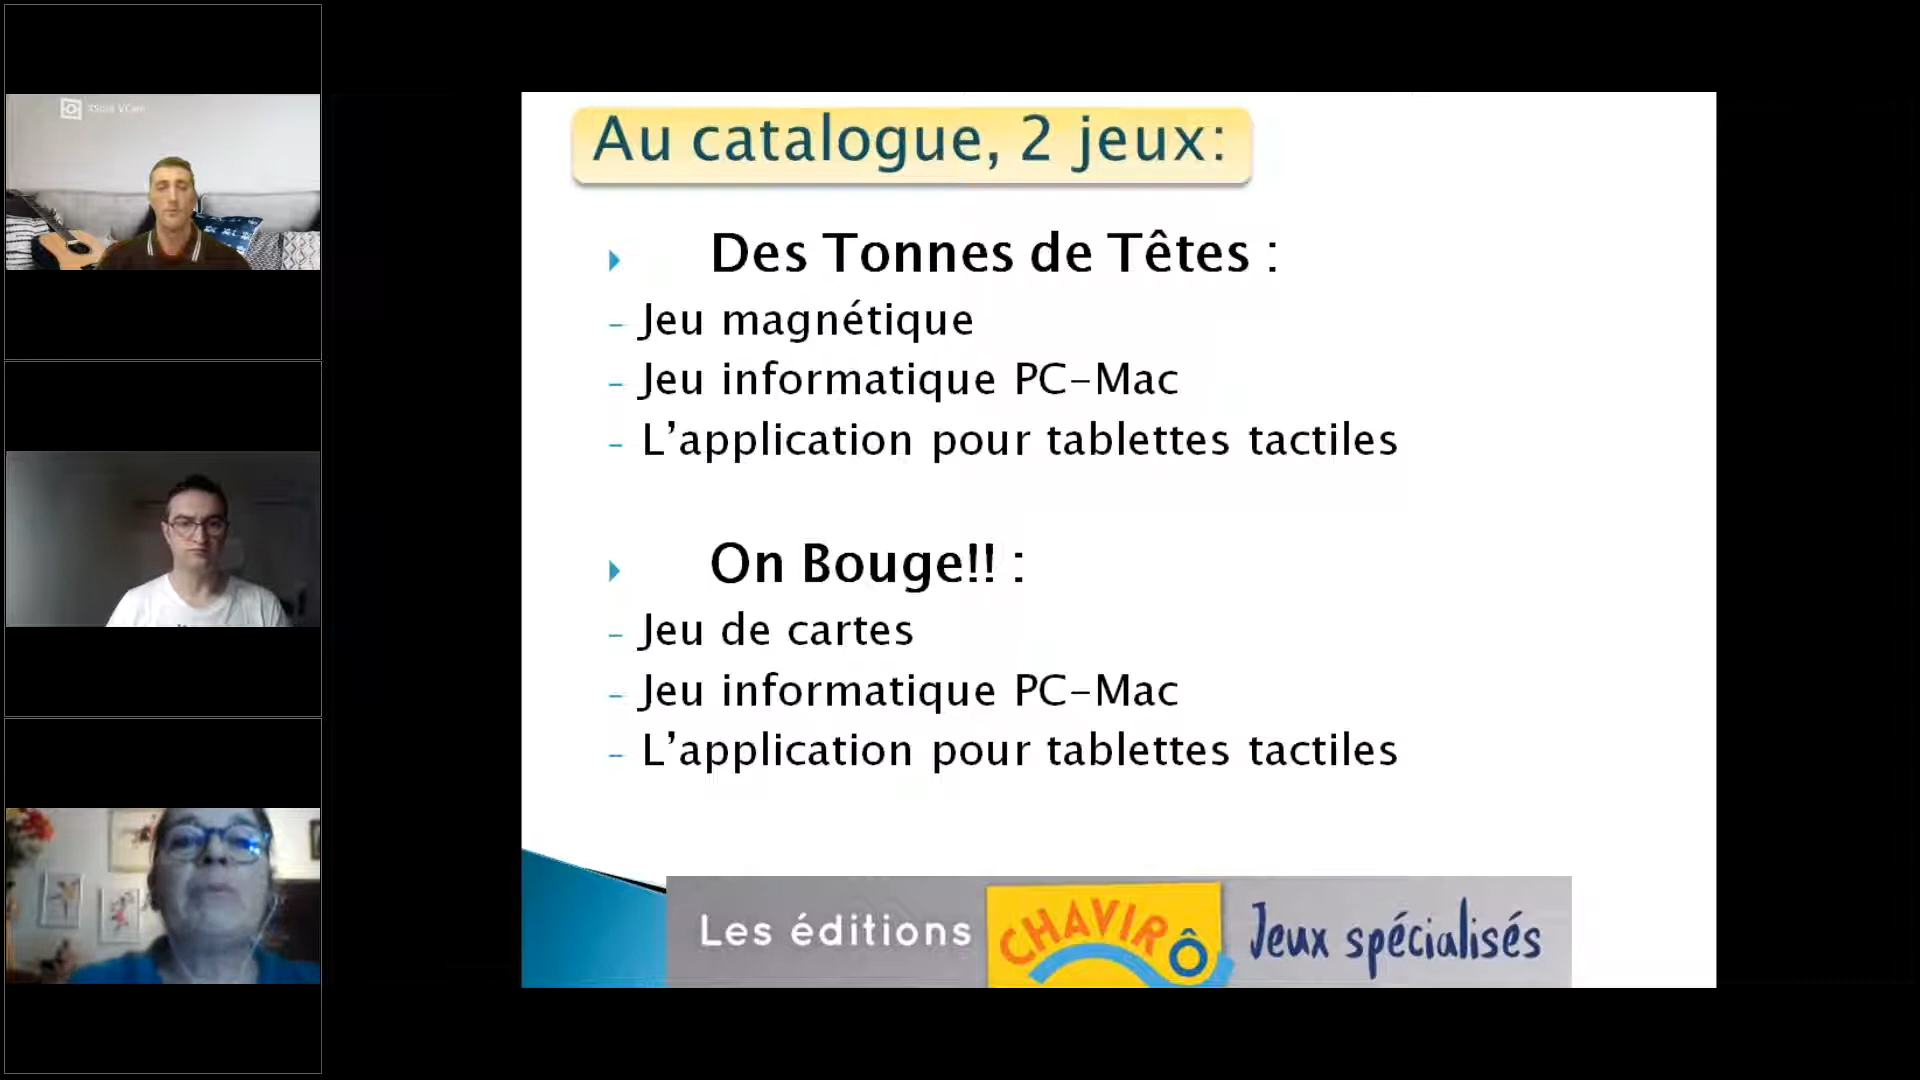 Au catalogue, 2 jeux:
Des Tonnes de Têtes :
- Jeu magnétique
- Jeu informatique PC-Mac
- L’application pour tablettes tactiles
On Bouge!! :
- Jeu de cartes
- Jeu informatique PC-Mac
- L’application pour tablettes tactiles
Les éditions CHAVIRÔ Jeux spécialisés